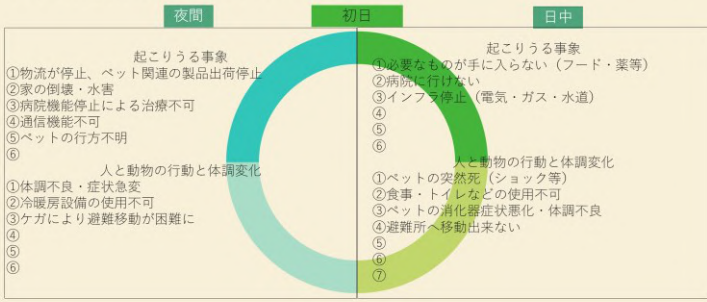 夜間
初日
日中
起こりうる事象
①物流が停止、ペット関連の製品出荷停止
②家の倒壊・水害
③病院機能停止による治療不可
④通信機能不可
⑤ペットの行方不明
⑥
人と動物の行動と体調変化
①体調不良・症状急変
②冷暖房設備の使用不可
③ケガにより避難移動が困難に
④
⑤
⑥
起こりうる事象
①必要なものが手に入らない（フード・薬等）
②病院に行けない
③インフラ停止（電気・ガス・水道）
④
⑤
⑥
人と動物の行動と体調変化
①ペットの突然死（ショック等）
②食事・トイレなどの使用不可
③ペットの消化器症状悪化・体調不良
④避難所へ移動出来ない
⑤
⑥
⑦